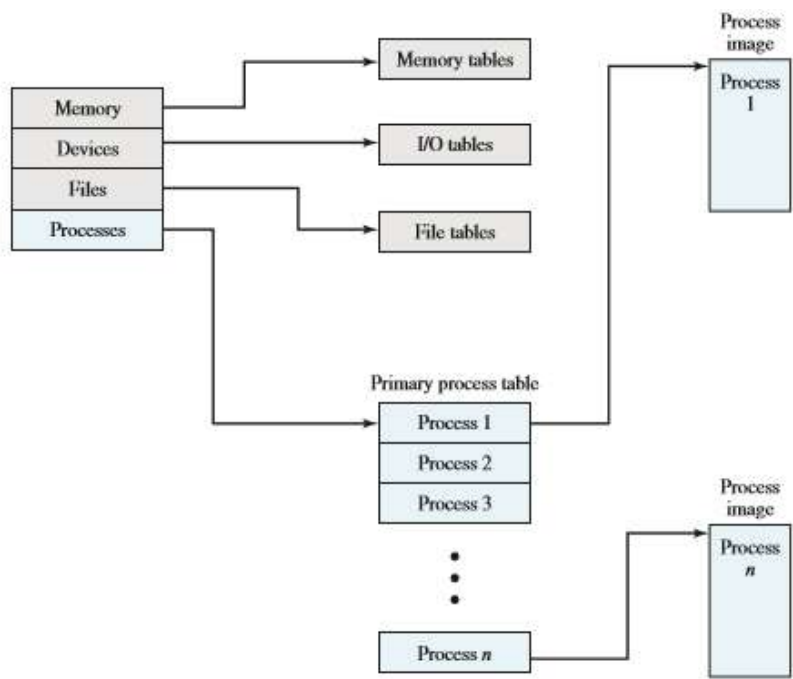 Process
image
Process
1
Memory tables
Memory
Devices
Files
Processes
I/O tables
File tables
Primary process table
Process 1
Process 2
Process 3
Process n
Process
image
Process
n